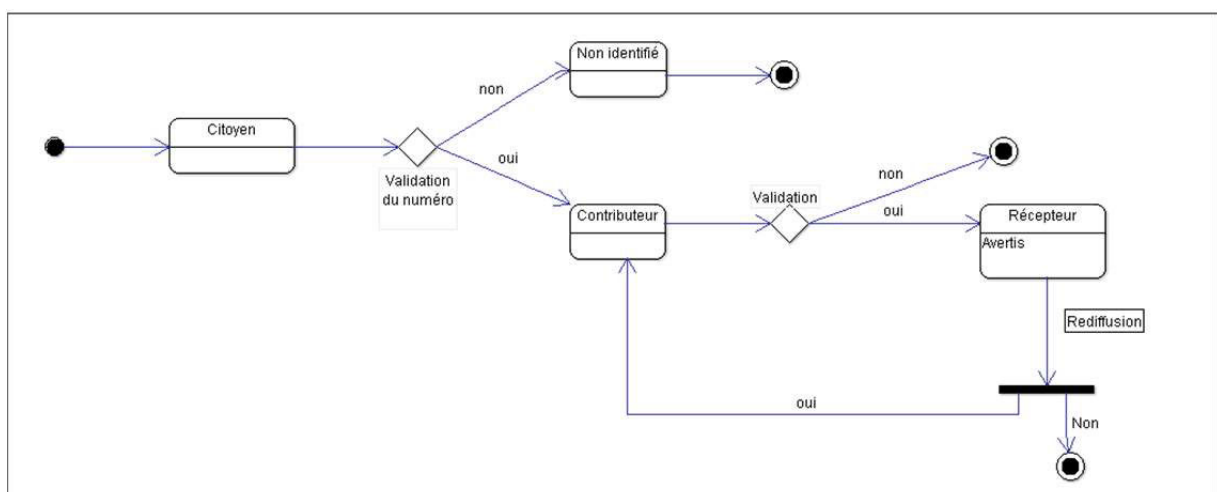 Non identifié
non
Citoyen
oui
Validation
du numéro
non
Validation
oui
Contributeur
Récepteur
Avertis
Rediffusion
oui
Non